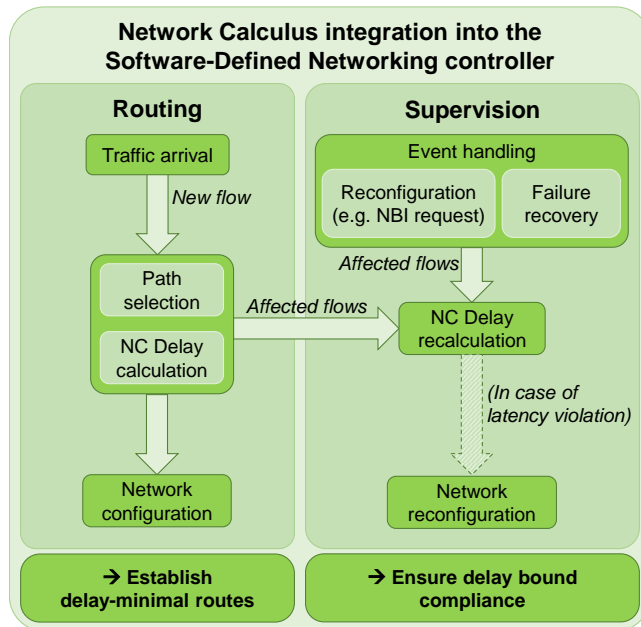 Network Calculus integration into the
Software-Defined Networking controller
Routing
Traffic arrival
New flow
Path
selection
NC Delay
calculation
Affected flows
Network
configuration
→ Establish
delay-minimal routes
Supervision
Event handling
Reconfiguration
(e.g. NBI request)
Failure
recovery
Affected flows
NC Delay
recalculation
(In case of
latency violation)
Network
reconfiguration
→ Ensure delay bound
compliance